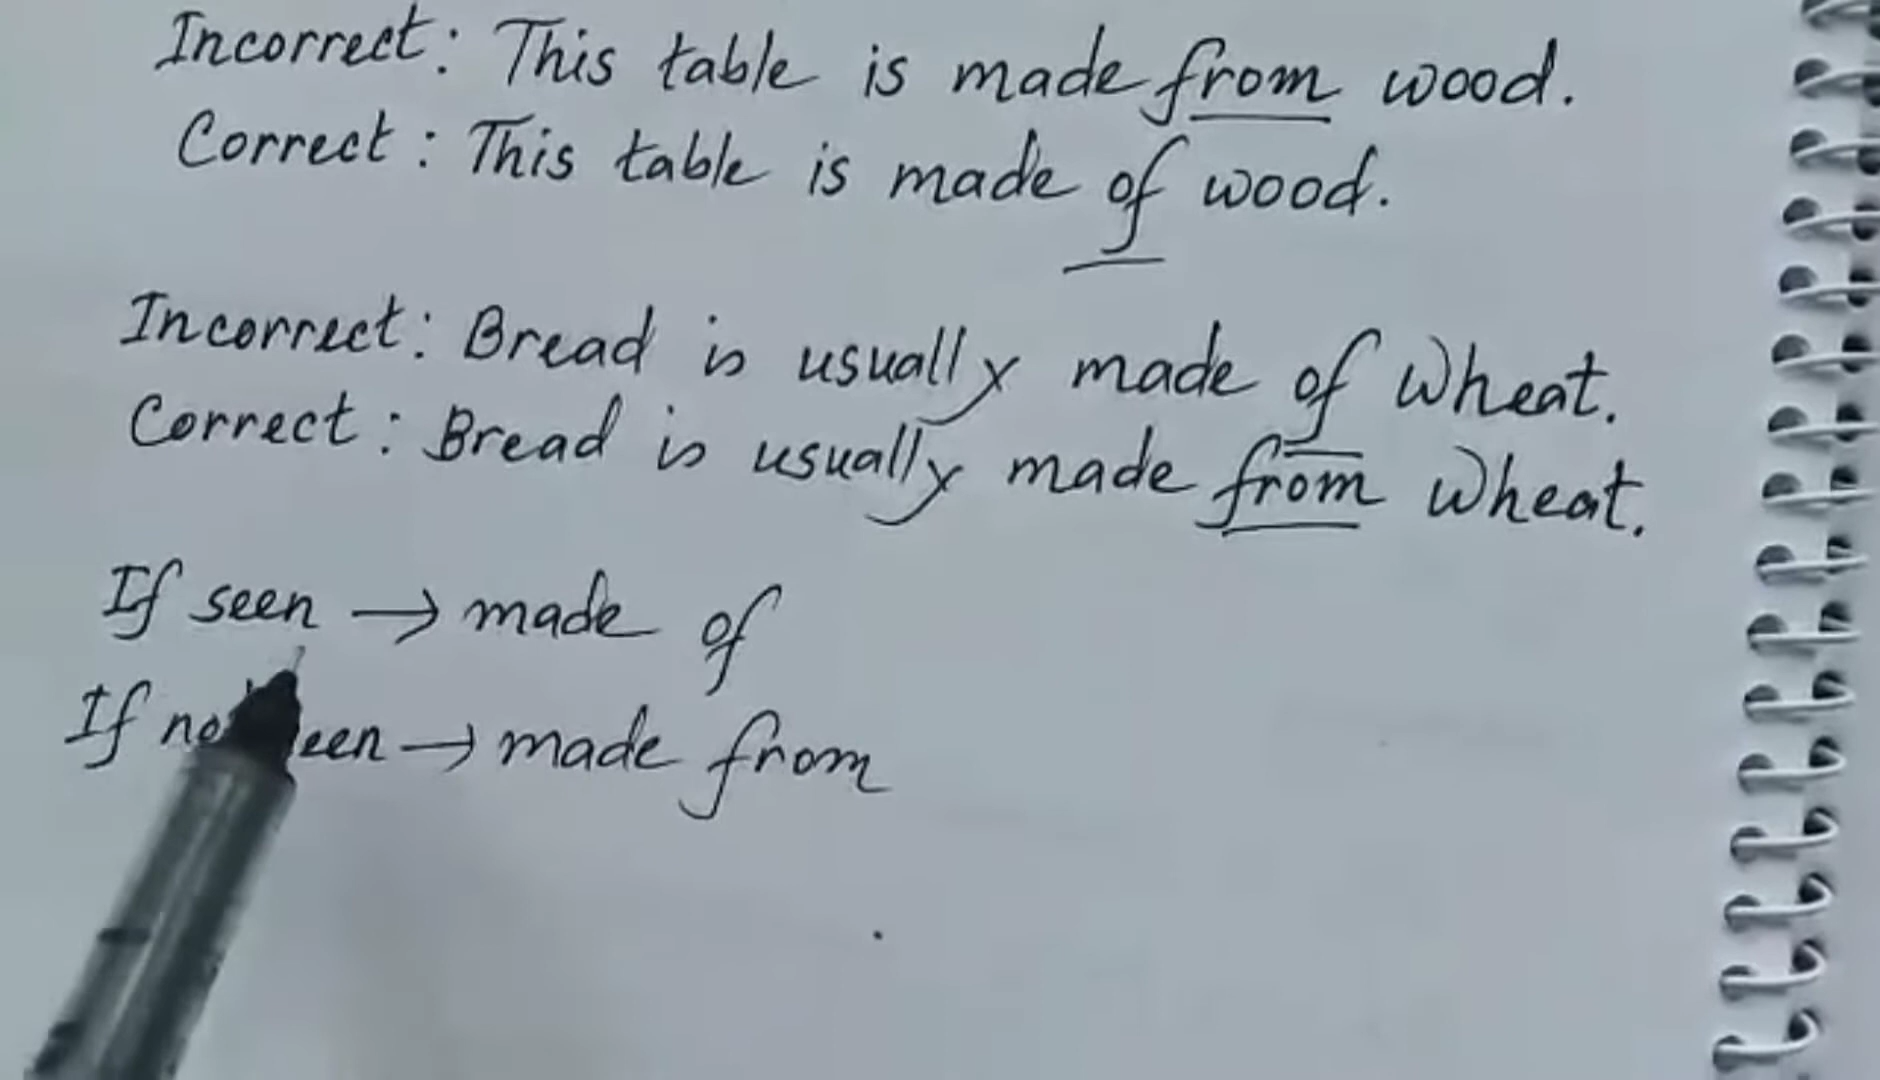 Incorrect: This table is made from wood.
Correct: This table is made of wood.
Incorrect: Bread is usually made of wheat.
Correct: Bread is usually made from wheat.
If seen → made of
If → made from